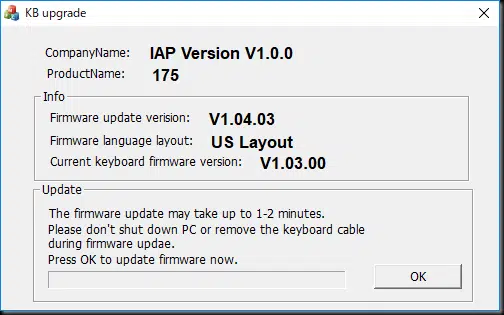 KB upgrade
CompanyName: IAP Version V1.0.0
ProductName: 175
Info
Firmware update verision: V1.04.03
Firmware language layout: US Layout
Current keyboard firmware version: V1.03.00
Update
The firmware update may take up to 1-2 minutes.
Please don't shut down PC or remove the keyboard cable
during firmware updae.
Press OK to update firmware now.
OK